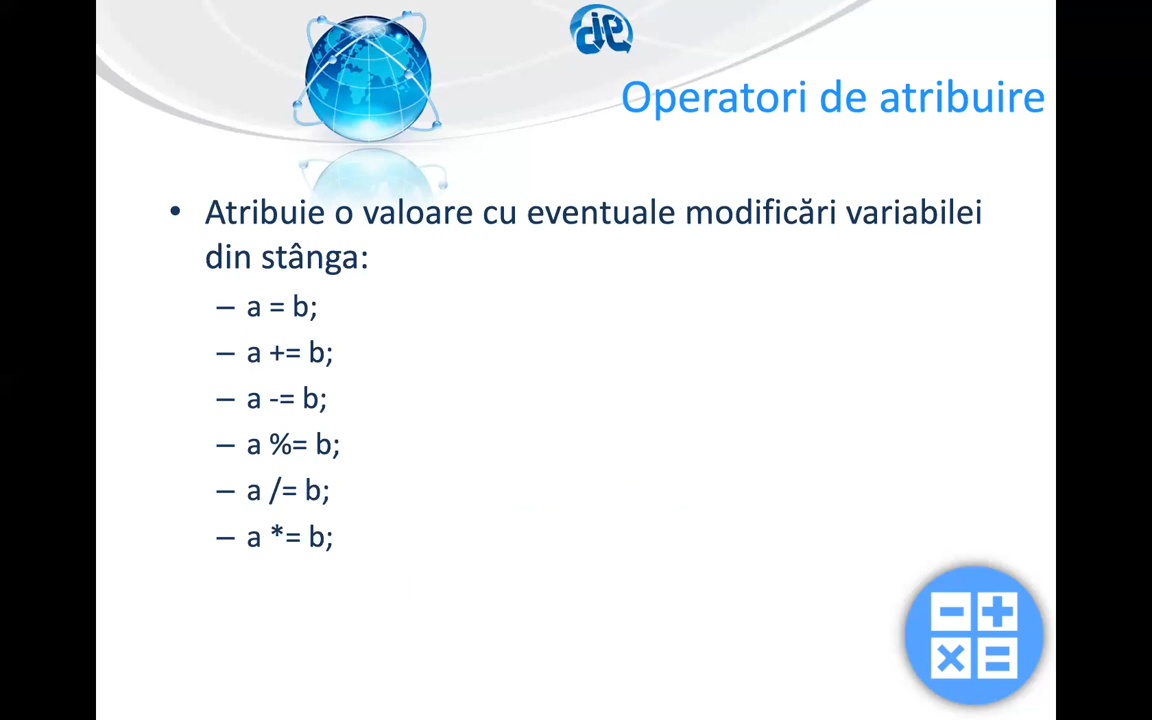 Operatori de atribuire
• Atribuie o valoare cu eventuale modificări variabilei
din stânga:
– a = b;
– a += b;
– a -= b;
– a %= b;
– a /= b;
– a *= b;